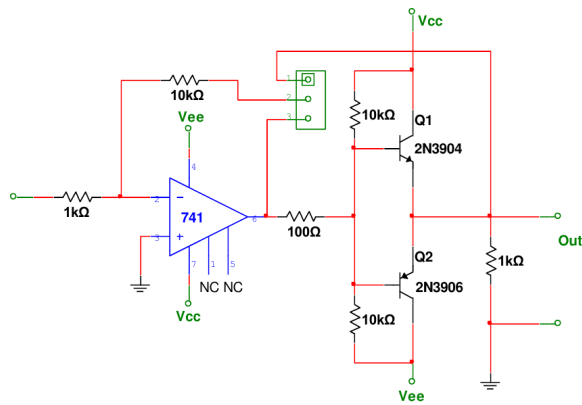 Vcc
1
10kΩ
2
Vee
3
10kΩ
Q1
2N3904
4
1kΩ
2
−
741
6
100Ω
3
+
Out
7
1
5
NC NC
Vcc
Q2
2N3906
1kΩ
10kΩ
Vee